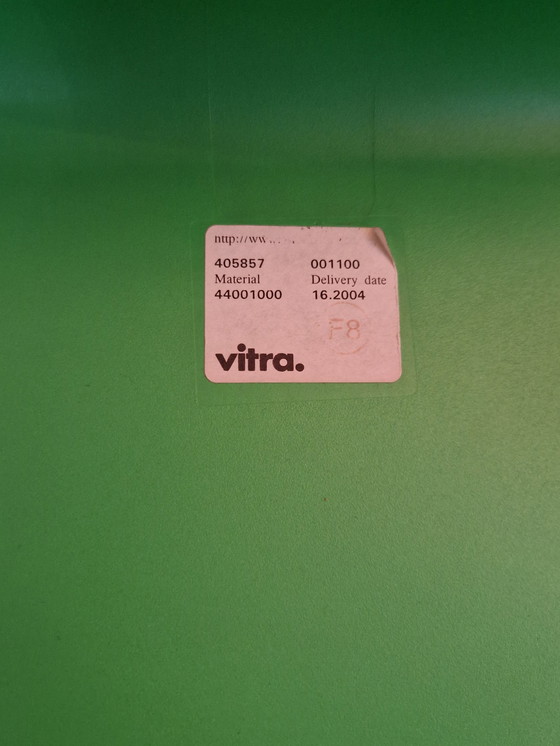 http://ww
405857 001100
Material Delivery date
44001000 16.2004
F8
vitra.